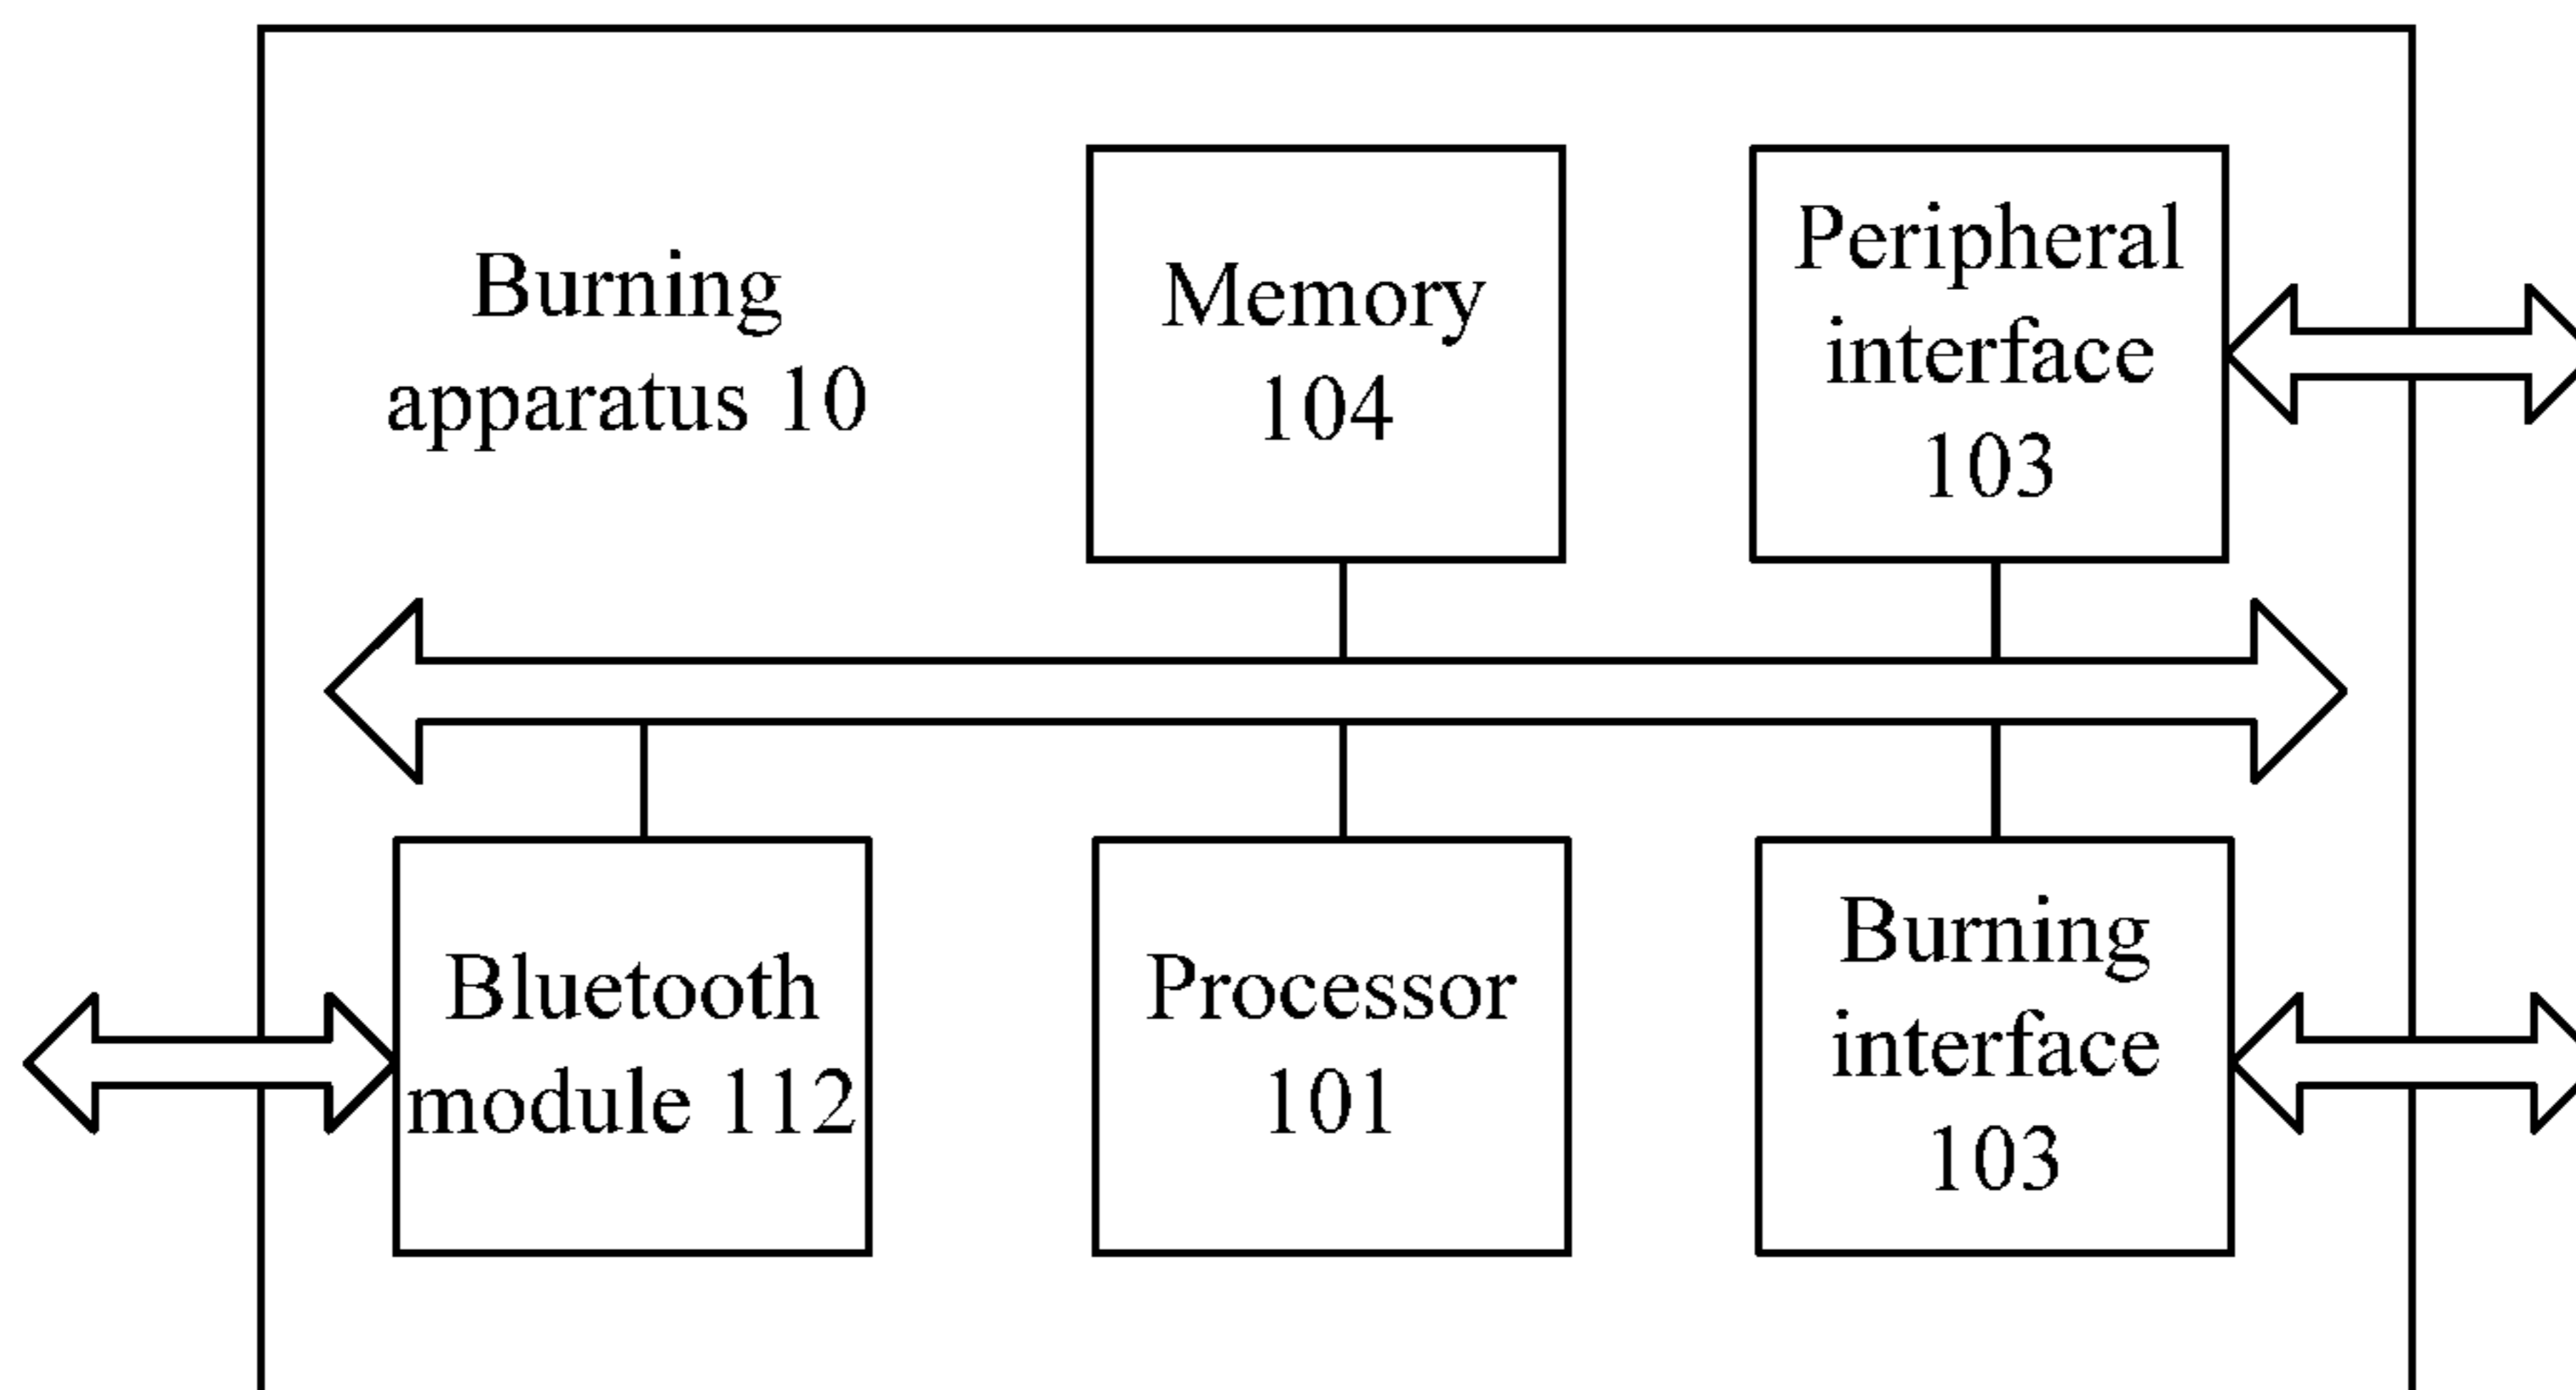 Burning
apparatus 10
Memory
104
Peripheral
interface
103
Bluetooth
module 112
Processor
101
Burning
interface
103